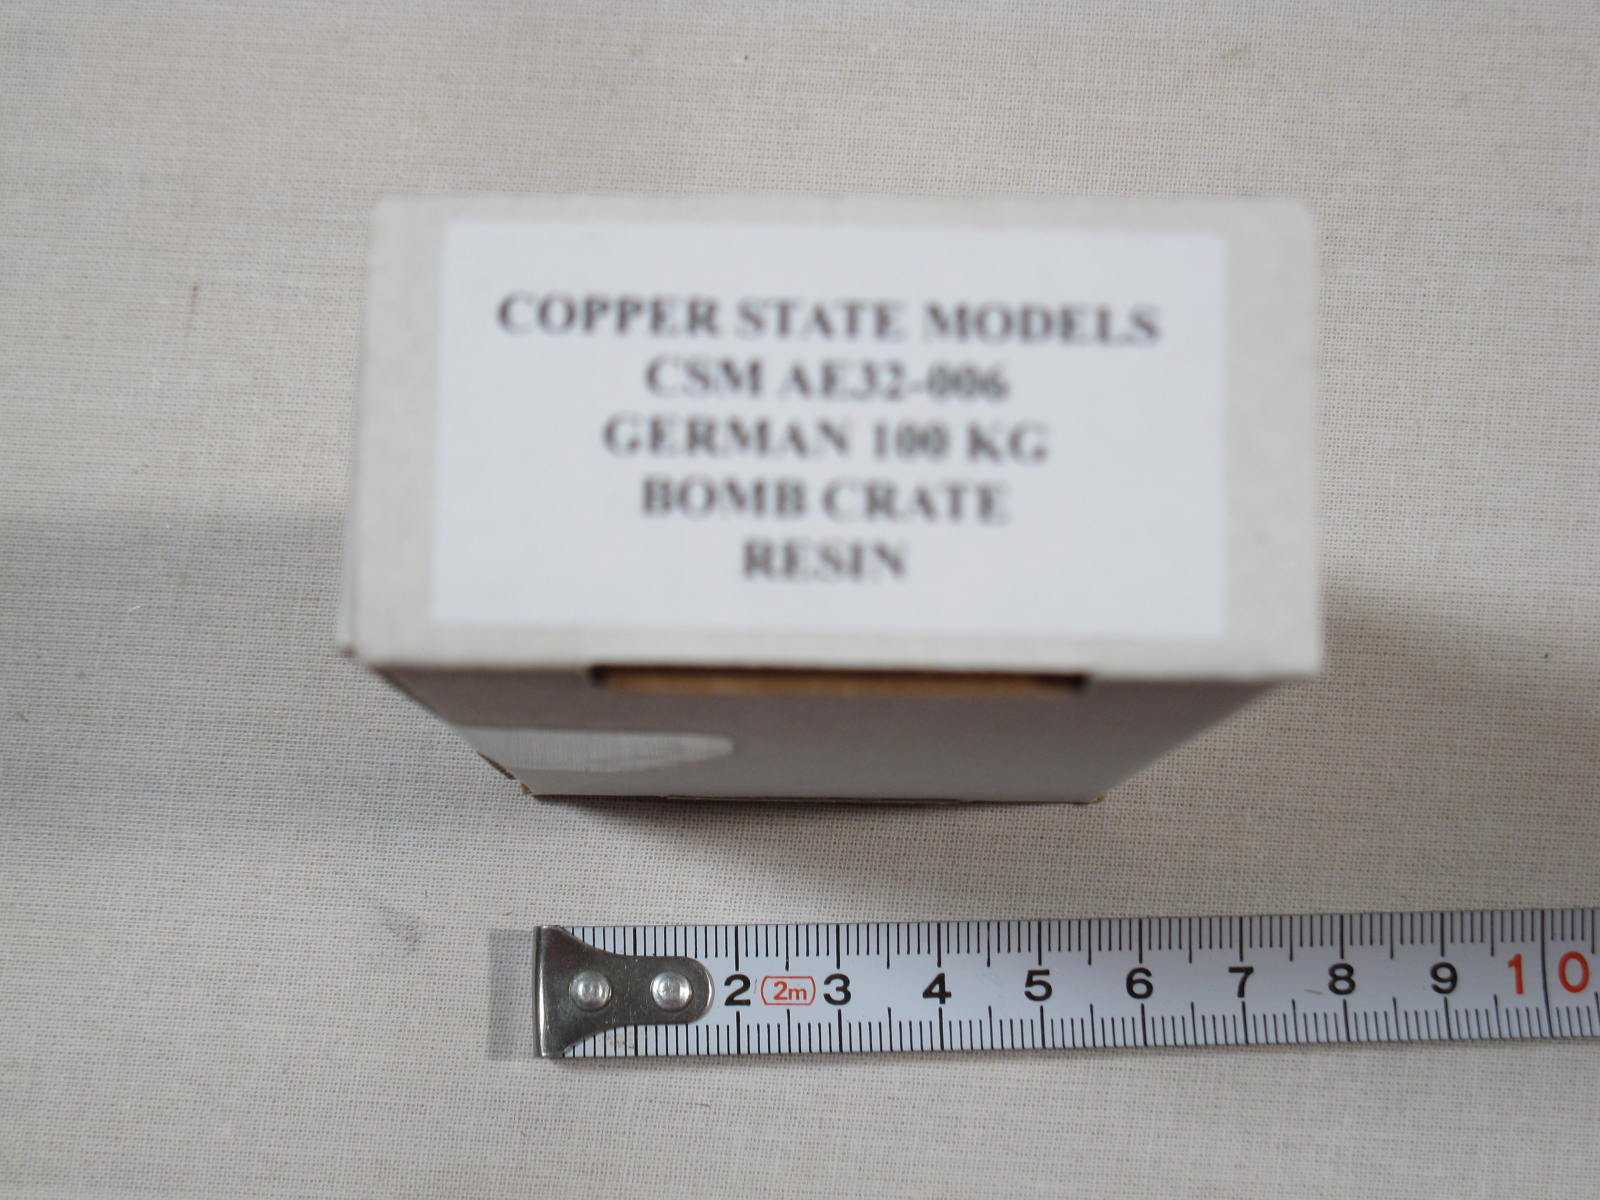 COPPER STATE MODELS
CSM AE32-006
GERMAN 100 KG
BOMB CRATE
RESIN
2 2m 3 4 5 6 7 8 9 10